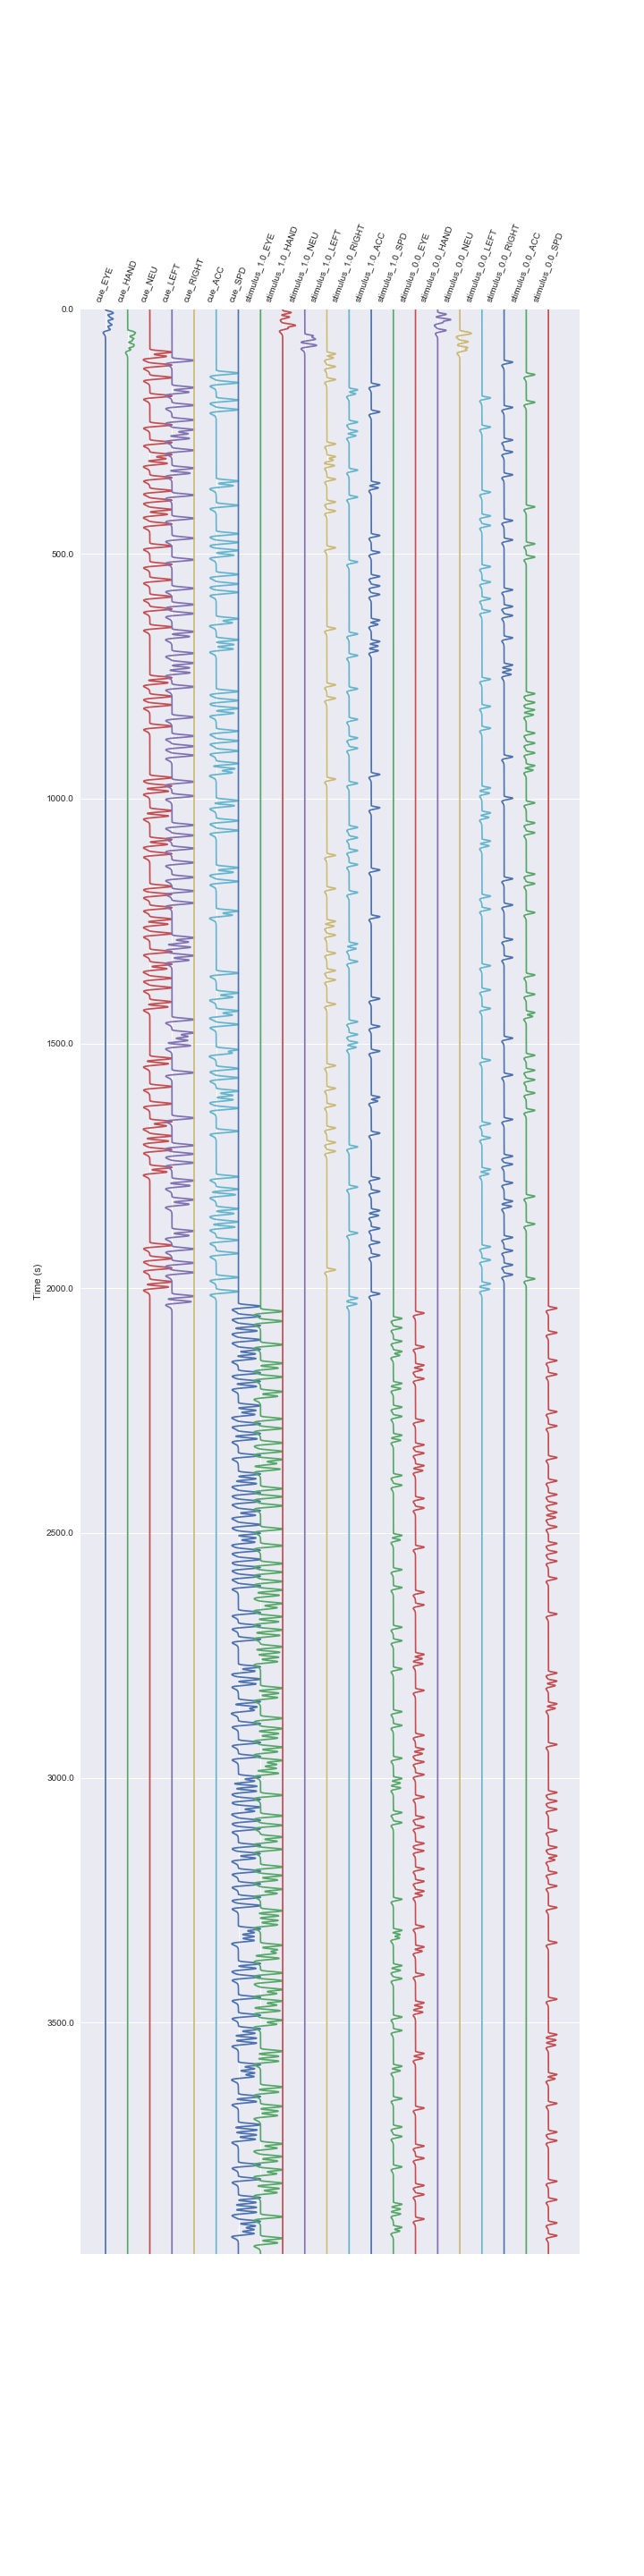 cue_EYE
cue_HAND
cue_NEU
cue_LEFT
cue_RIGHT
cue_ACC
cue_SPD
stimulus_1.0_EYE
stimulus_1.0_HAND
stimulus_1.0_NEU
stimulus_1.0_LEFT
stimulus_1.0_RIGHT
stimulus_1.0_ACC
stimulus_1.0_SPD
stimulus_0.0_EYE
stimulus_0.0_HAND
stimulus_0.0_NEU
stimulus_0.0_LEFT
stimulus_0.0_RIGHT
stimulus_0.0_ACC
stimulus_0.0_SPD
0.0
500.0
1000.0
1500.0
Time (s)
2000.0
2500.0
3000.0
3500.0